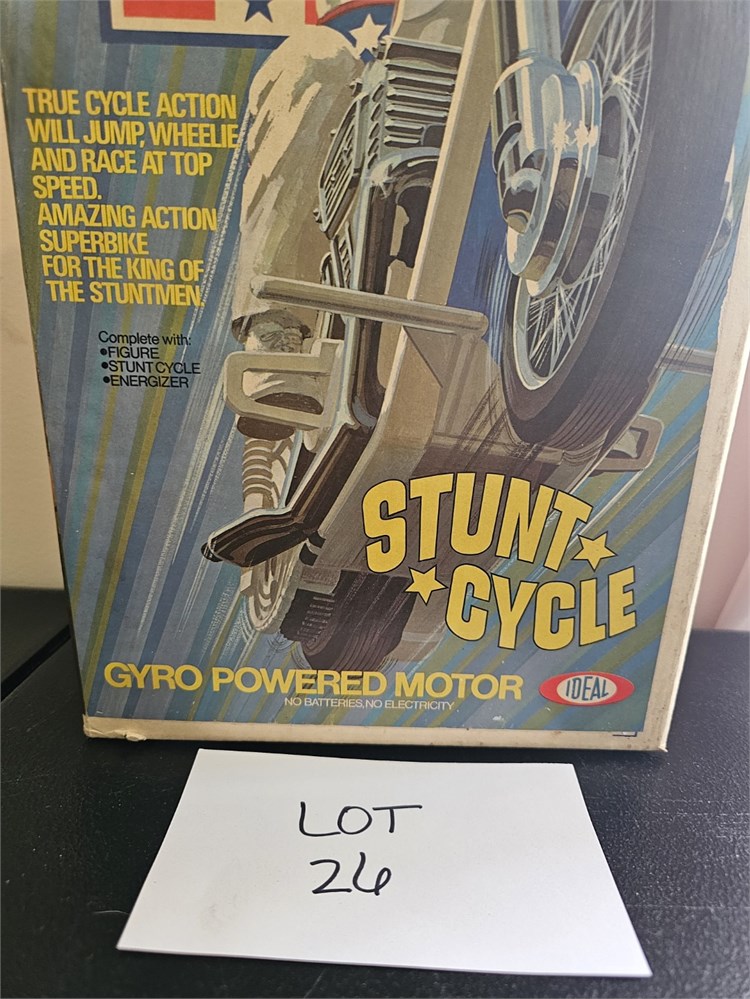 TRUE CYCLE ACTION
WILL JUMP, WHEELIE
AND RACE AT TOP
SPEED.
AMAZING ACTION
SUPERBIKE
FOR THE KING OF
THE STUNTMEN.
Complete with:
•FIGURE
•STUNT CYCLE
•ENERGIZER
STUNT
CYCLE
GYRO POWERED MOTOR
NO BATTERIES, NO ELECTRICITY
IDEAL
LOT
26